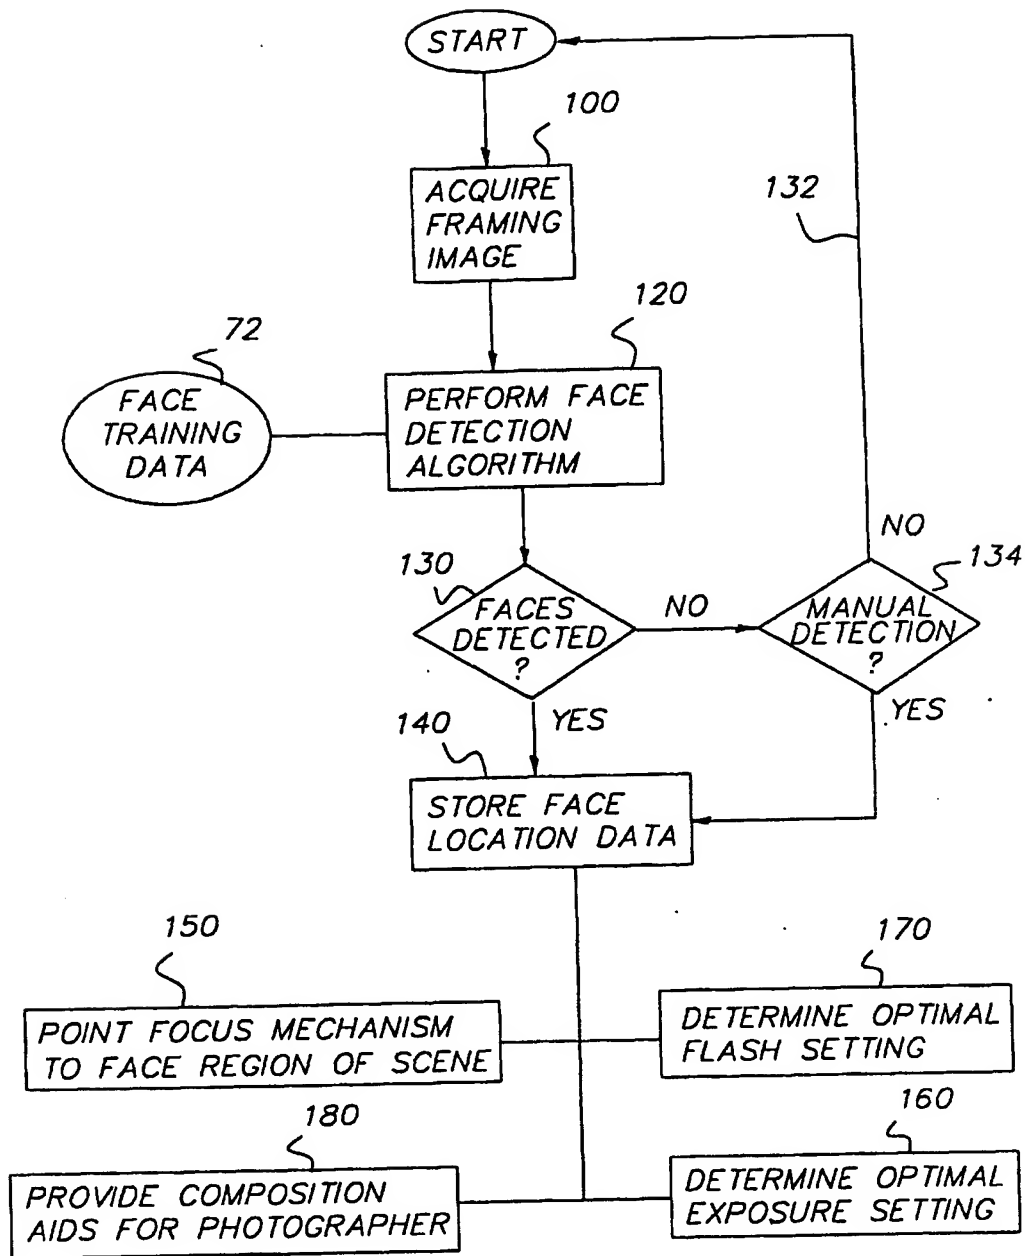 START
100
ACQUIRE
FRAMING
IMAGE
132
120
72
FACE
TRAINING
DATA
PERFORM FACE
DETECTION
ALGORITHM
NO
130
134
FACES
DETECTED
?
NO
MANUAL
DETECTION
?
YES
YES
140
STORE FACE
LOCATION DATA
150
170
POINT FOCUS MECHANISM
TO FACE REGION OF SCENE
DETERMINE OPTIMAL
FLASH SETTING
180
160
PROVIDE COMPOSITION
AIDS FOR PHOTOGRAPHER
DETERMINE OPTIMAL
EXPOSURE SETTING